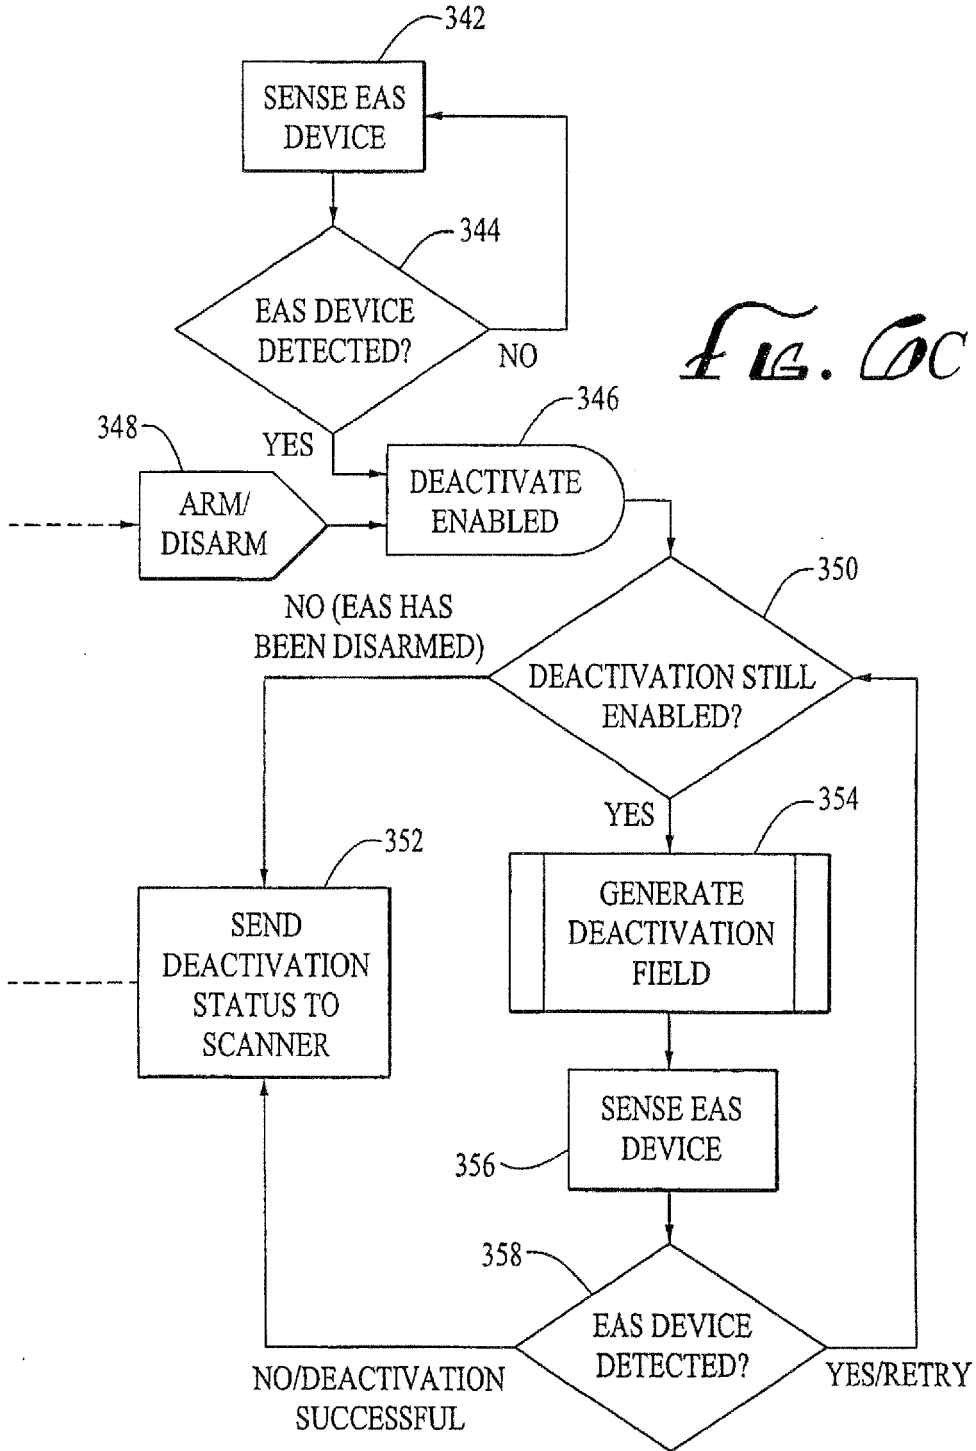 342
SENSE EAS
DEVICE
344
EAS DEVICE
DETECTED?
NO
FIG. 6C
YES
346
348
DEACTIVATE
ENABLED
ARM/
DISARM
350
NO (EAS HAS
BEEN DISARMED)
DEACTIVATION STILL
ENABLED?
YES
354
352
GENERATE
DEACTIVATION
FIELD
SEND
DEACTIVATION
STATUS TO
SCANNER
SENSE EAS
DEVICE
356
358
EAS DEVICE
DETECTED?
NO/DEACTIVATION
SUCCESSFUL
YES/RETRY